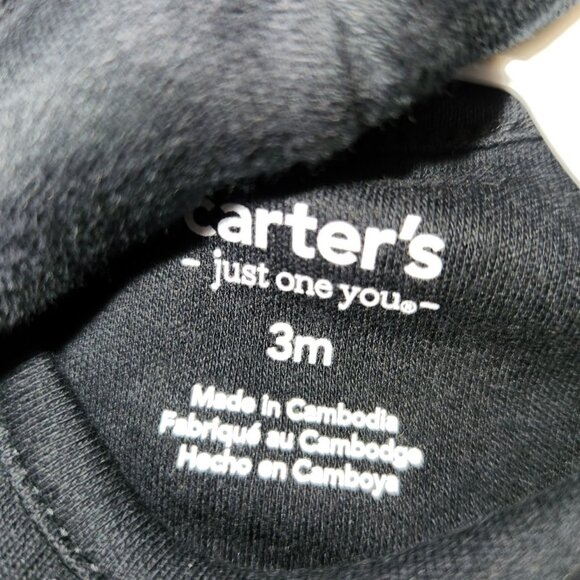 carter's
- just one you®-
3m
Made in Cambodia
Fabriqué au Cambodge
Hecho en Camboya